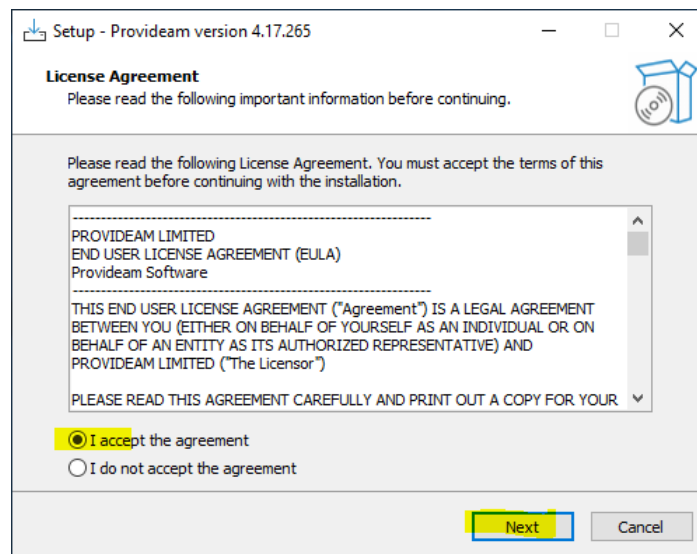 Setup - Provideam version 4.17.265
License Agreement
Please read the following important information before continuing.
Please read the following License Agreement. You must accept the terms of this
agreement before continuing with the installation.
----------------------------------------------------------------
PROVIDEAM LIMITED
END USER LICENSE AGREEMENT (EULA)
Provideam Software
----------------------------------------------------------------
THIS END USER LICENSE AGREEMENT ("Agreement") IS A LEGAL AGREEMENT
BETWEEN YOU (EITHER ON BEHALF OF YOURSELF AS AN INDIVIDUAL OR ON
BEHALF OF AN ENTITY AS ITS AUTHORIZED REPRESENTATIVE) AND
PROVIDEAM LIMITED ("The Licensor")
PLEASE READ THIS AGREEMENT CAREFULLY AND PRINT OUT A COPY FOR YOUR
I accept the agreement
I do not accept the agreement
Next
Cancel